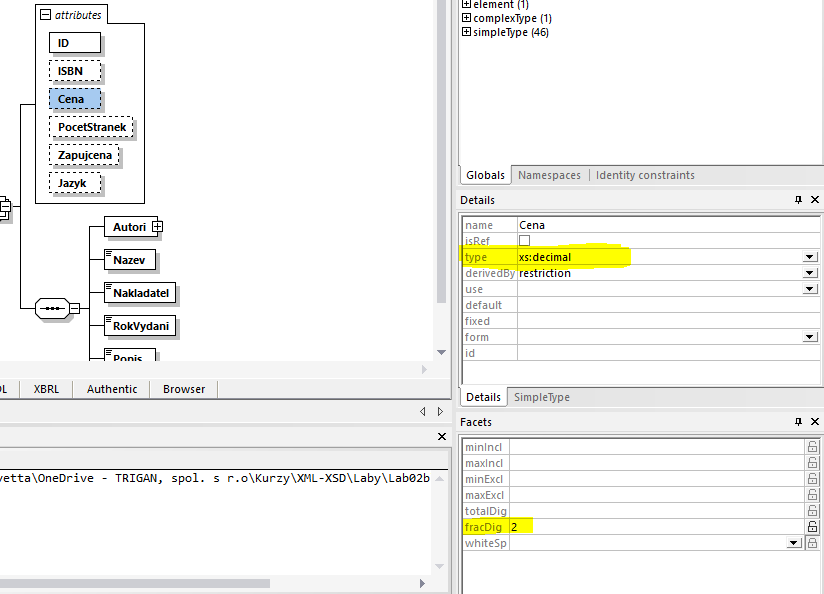 attributes
ID
ISBN
Cena
PocetStranek
Zapujcena
Jazyk
Autori
Nazev
Nakladatel
RokVydani
Popis
XBRL
Authentic
Browser
vetta\OneDrive - TRIGAN, spol. s r.o\Kurzy\XML-XSD\Laby\Lab02b
element (1)
complexType (1)
simpleType (46)
Globals Namespaces Identity constraints
Details
name Cena
isRef
type xs:decimal
derivedBy restriction
use
default
fixed
form
id
Details SimpleType
Facets
minIncl
maxIncl
minExcl
maxExcl
totalDig
fracDig 2
whiteSp